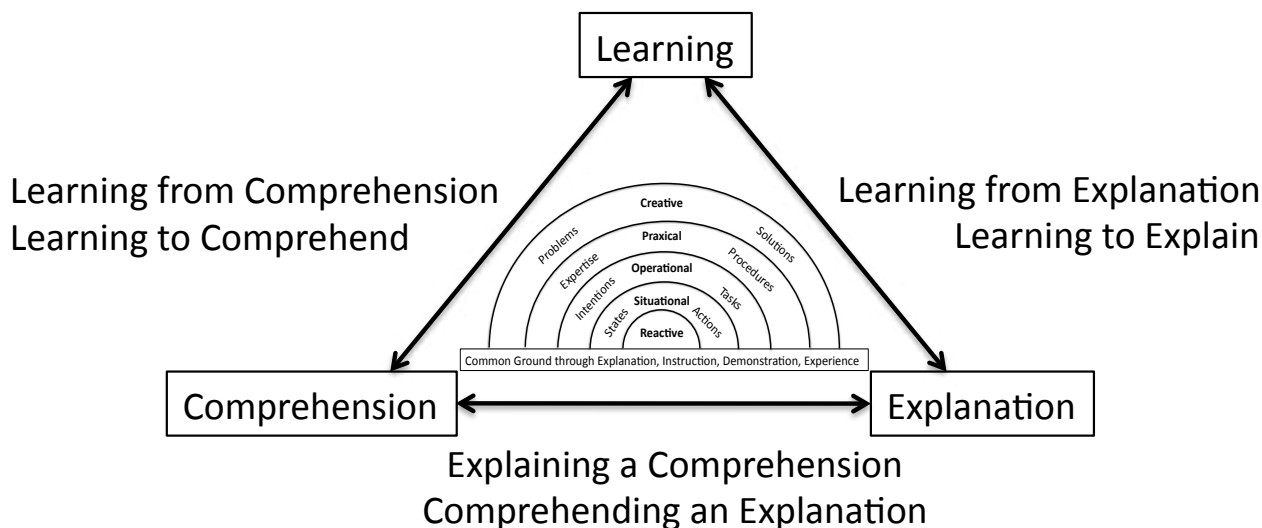 Learning
Learning from Comprehension
Learning to Comprehend
Learning from Explanation
Learning to Explain
Creative
Problems
Solutions
Praxical
Expertise
Procedures
Operational
Intentions
Tasks
Situational
States
Actions
Reactive
Common Ground through Explanation, Instruction, Demonstration, Experience
Comprehension
Explanation
Explaining a Comprehension
Comprehending an Explanation